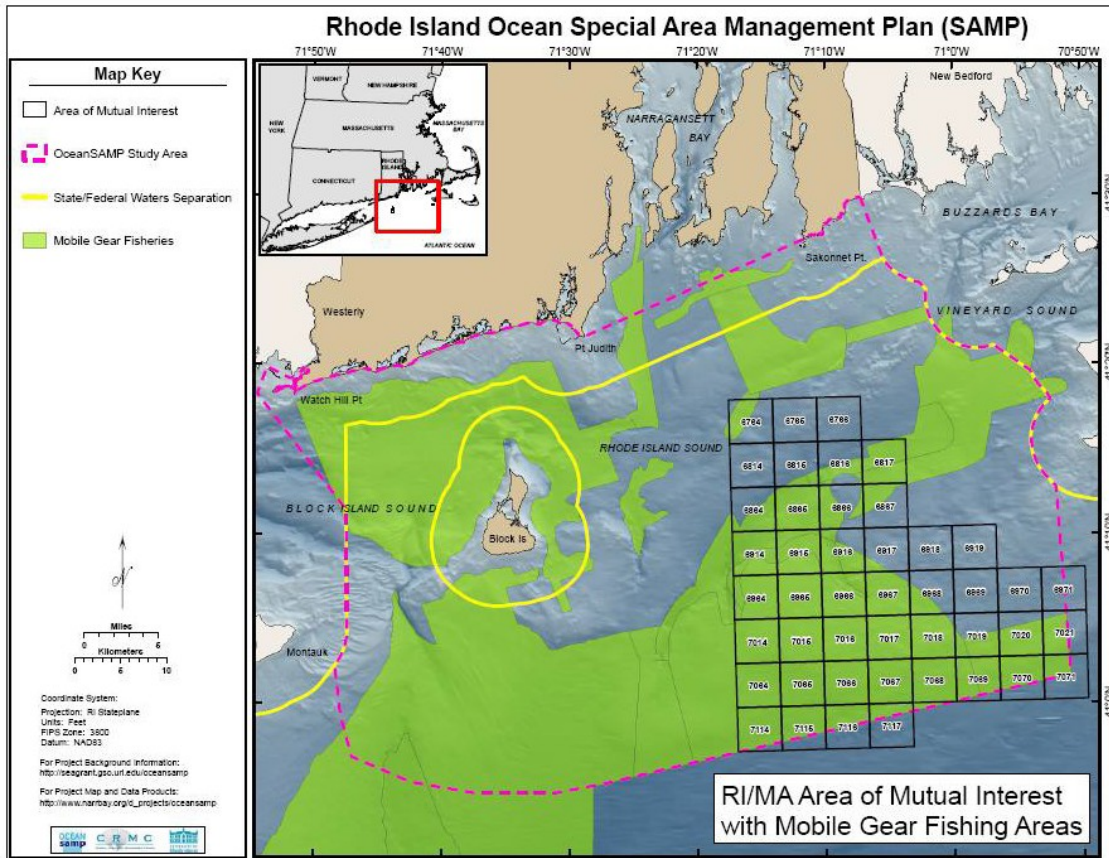 Rhode Island Ocean Special Area Management Plan (SAMP)
71°50'W 71°40'W 71°30'W 71°20'W 71°10'W 71°0'W 70°50'W
Map Key
Area of Mutual Interest
OceanSAMP Study Area
State/Federal Waters Separation
Mobile Gear Fisheries
N
Miles
0 6
Kilometers
0 5 10
Coordinate System:
Projection: RI Stateplane
Units: Feet
FIPS Zone: 3800
Datum: NAD83
For Project Background Information:
http://seagrant.gso.uri.edu/oceansamp
For Project Map and Data Products:
http://www.narrbay.org/d_projects/oceansamp
OCEAN
samp
C R M C
VERMONT
NEW HAMPSHIRE
NEW
YORK
MASSACHUSETTS
MASSACHUSETTS
BAY
CONNECTICUT
RHODE
ISLAND
ATLANTIC OCEAN
New Bedford
NARRAGANSETT
BAY
BUZZARDS BAY
Sakonnet Pt.
VINEYARD SOUND
Westerly
Pt Judith
Watch Hill Pt
RHODE ISLAND SOUND
BLOCK ISLAND SOUND
Block Is
Montauk
41°20'N
41°10'N
41°0'N
6764 6765 6766
6814 6815 6816 6817
6864 6865 6866 6867
6914 6915 6916 6917 6918 6919
6964 6965 6966 6967 6968 6969 6970 6971
7014 7015 7016 7017 7018 7019 7020 7021
7064 7065 7066 7067 7068 7069 7070 7071
7114 7115 7116 7117
RI/MA Area of Mutual Interest
with Mobile Gear Fishing Areas